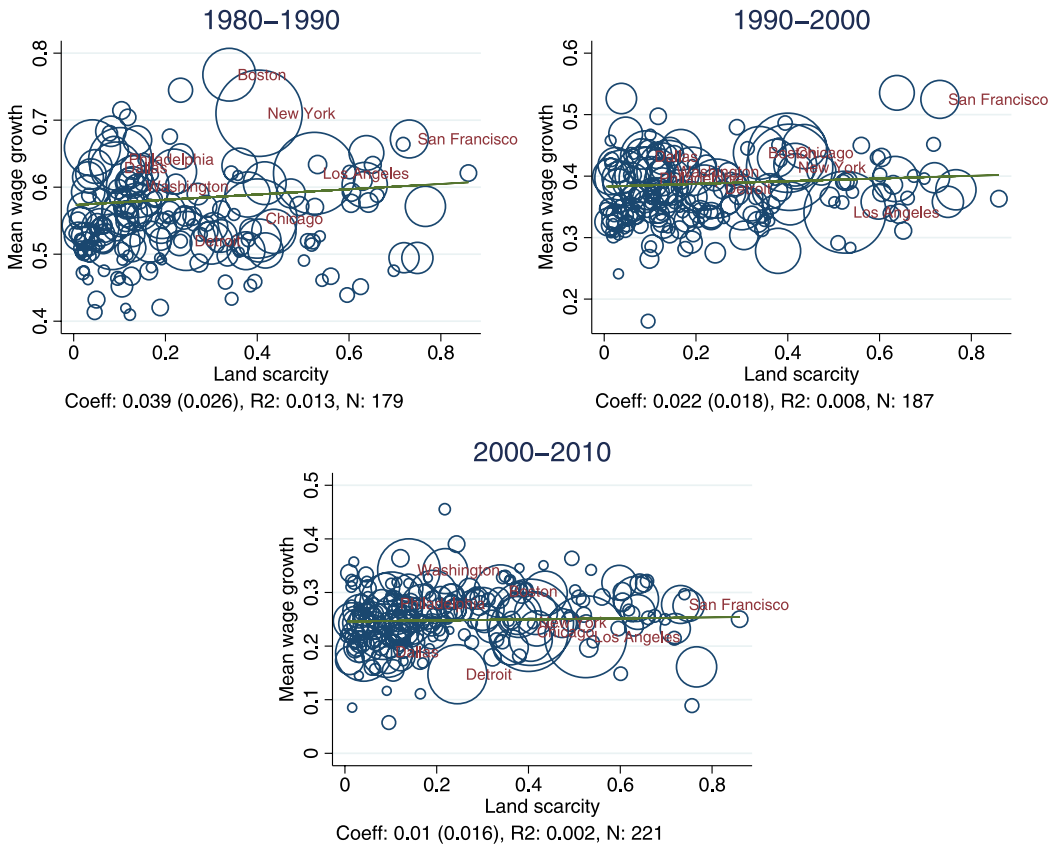 1980−1990
Mean wage growth
0.8
0.7
0.6
0.5
0.4
Boston
New York
San Francisco
Philadelphia
Dallas
Los Angeles
Washington
Chicago
Detroit
0 0.2 0.4 0.6 0.8
Land scarcity
Coeff: 0.039 (0.026), R2: 0.013, N: 179
1990−2000
Mean wage growth
0.6
0.5
0.4
0.3
0.2
San Francisco
Dallas
Boston
Chicago
New York
Washington
Detroit
Los Angeles
0 0.2 0.4 0.6 0.8
Land scarcity
Coeff: 0.022 (0.018), R2: 0.008, N: 187
2000−2010
Mean wage growth
0.5
0.4
0.3
0.2
0.1
0
Washington
Boston
Philadelphia
San Francisco
New York
Chicago
Los Angeles
Dallas
Detroit
0 0.2 0.4 0.6 0.8
Land scarcity
Coeff: 0.01 (0.016), R2: 0.002, N: 221